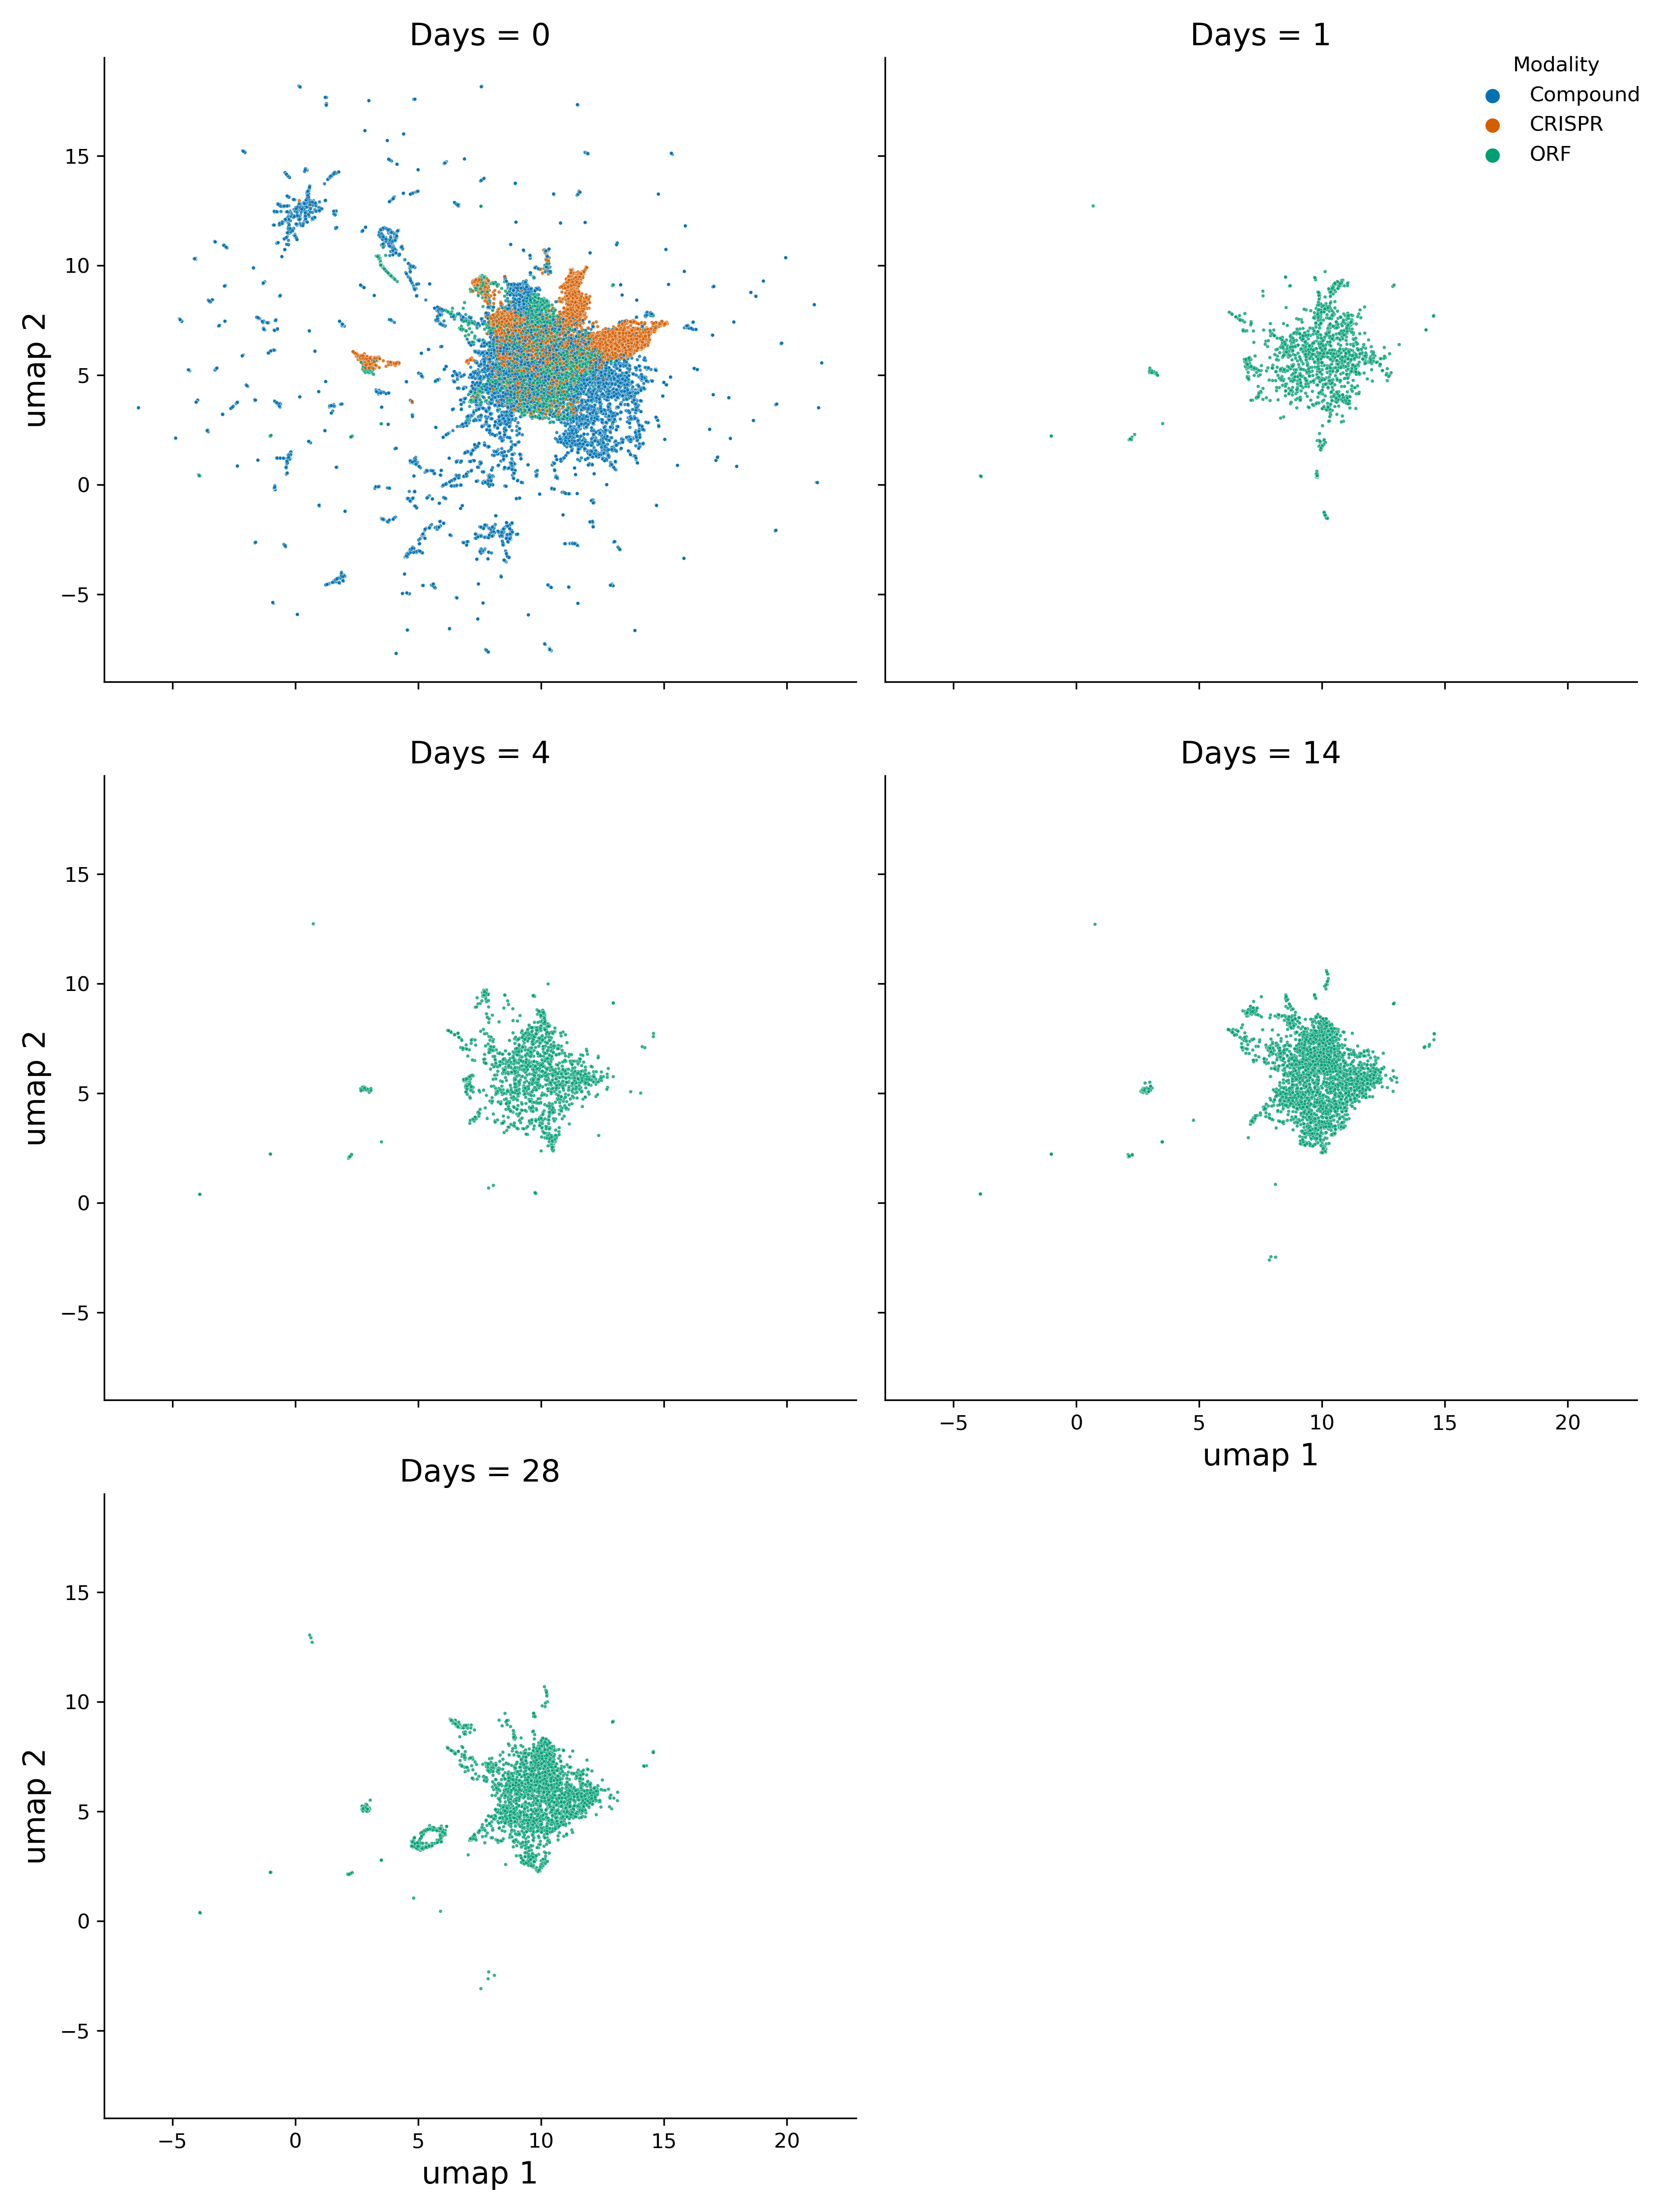 Days = 0
Days = 1
Modality
Compound
CRISPR
ORF
15
10
5
0
−5
umap 2
Days = 4
Days = 14
15
10
5
0
−5
umap 2
−5 0 5 10 15 20
umap 1
Days = 28
15
10
5
0
−5
umap 2
−5 0 5 10 15 20
umap 1